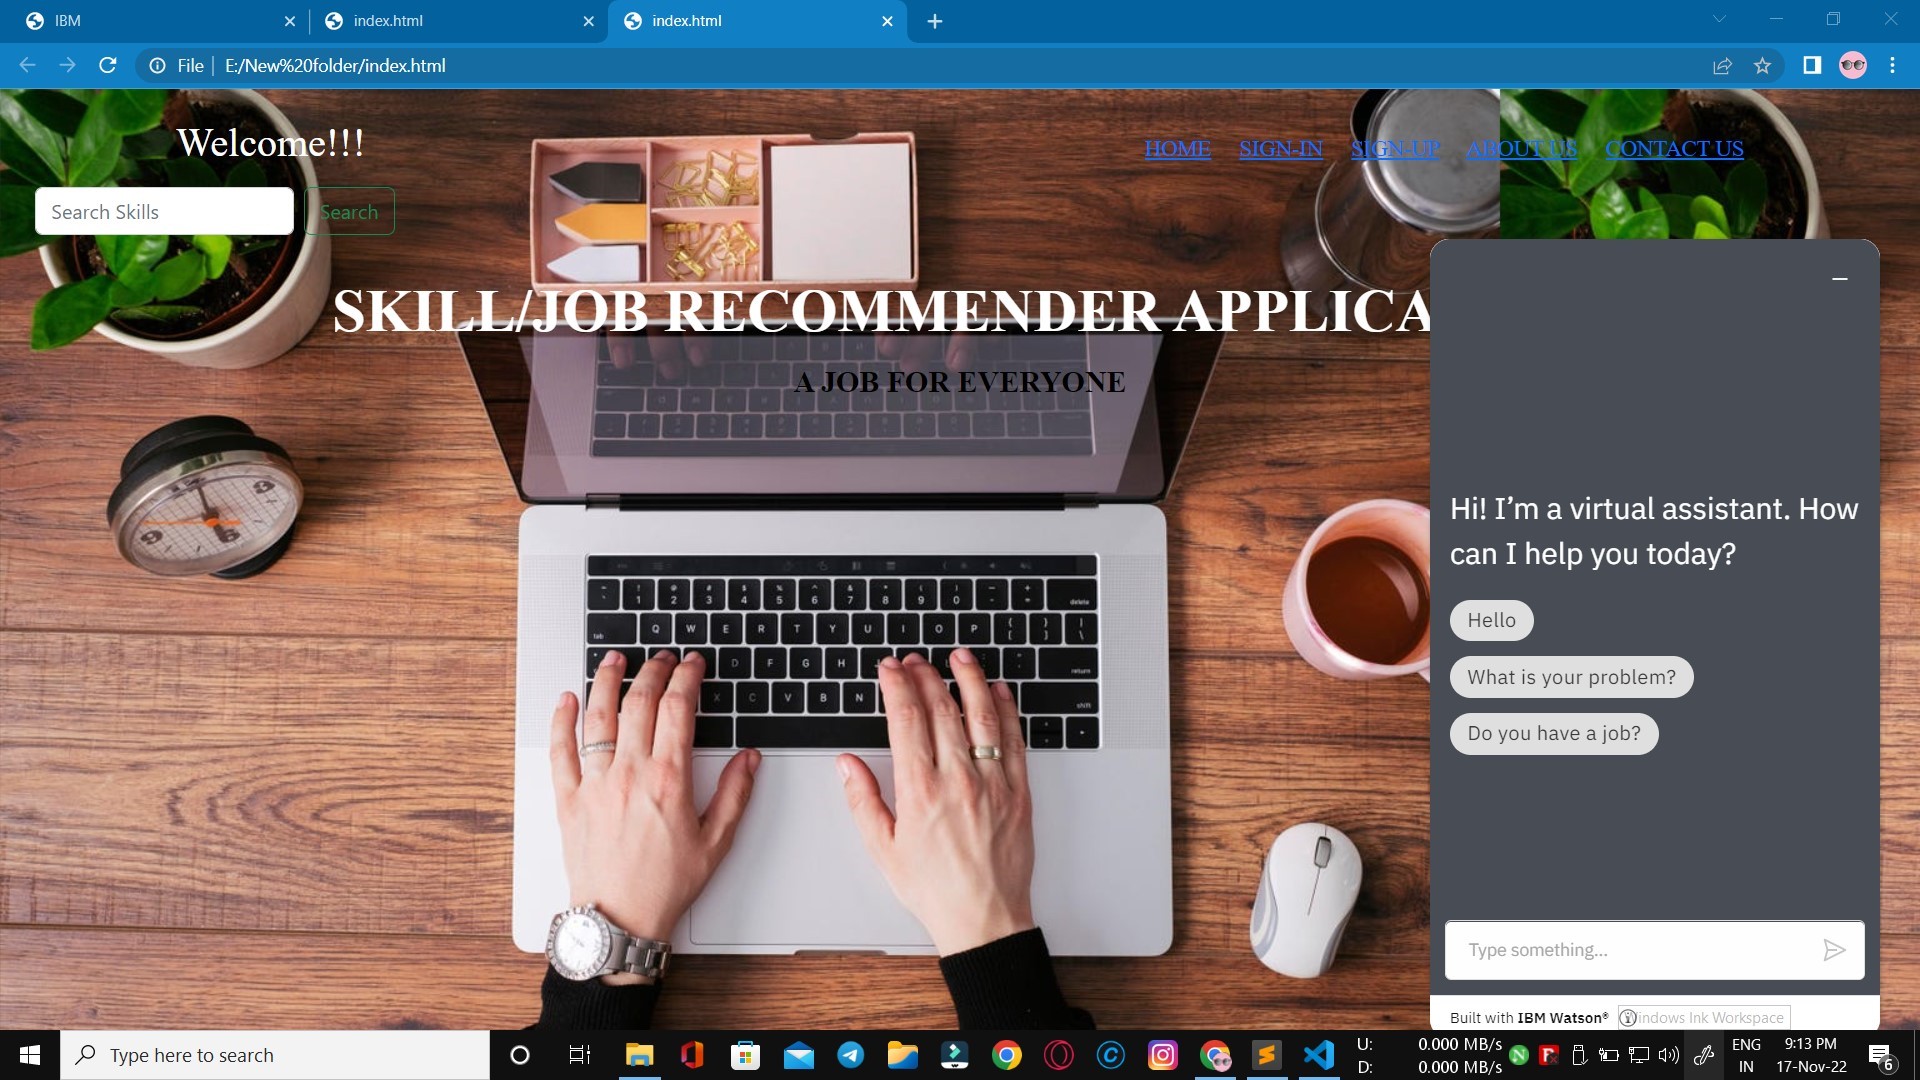 IBM
index.html
index.html
File
E:/New%20folder/index.html
Welcome!!!
HOME SIGN-IN SIGN-UP ABOUT US CONTACT US
Search Skills
Search
SKILL/JOB RECOMMENDER APPLICA
A JOB FOR EVERYONE
Hi! I’m a virtual assistant. How
can I help you today?
Hello
What is your problem?
Do you have a job?
Type something...
Built with IBM Watson®
indows Ink Workspace
Type here to search
U: 0.000 MB/s
D: 0.000 MB/s
ENG
IN
9:13 PM
17-Nov-22
6